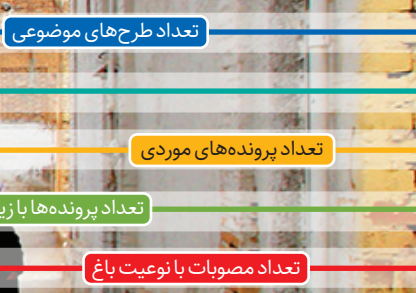 تعداد طرح‌های موضوعی
تعداد پرونده‌های موردی
تعداد پرونده‌ها با
تعداد مصوبات با نوعیت باغ